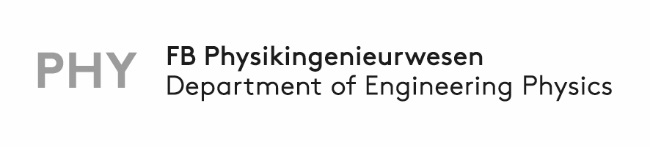 PHY
FB Physikingenieurwesen
Department of Engineering Physics